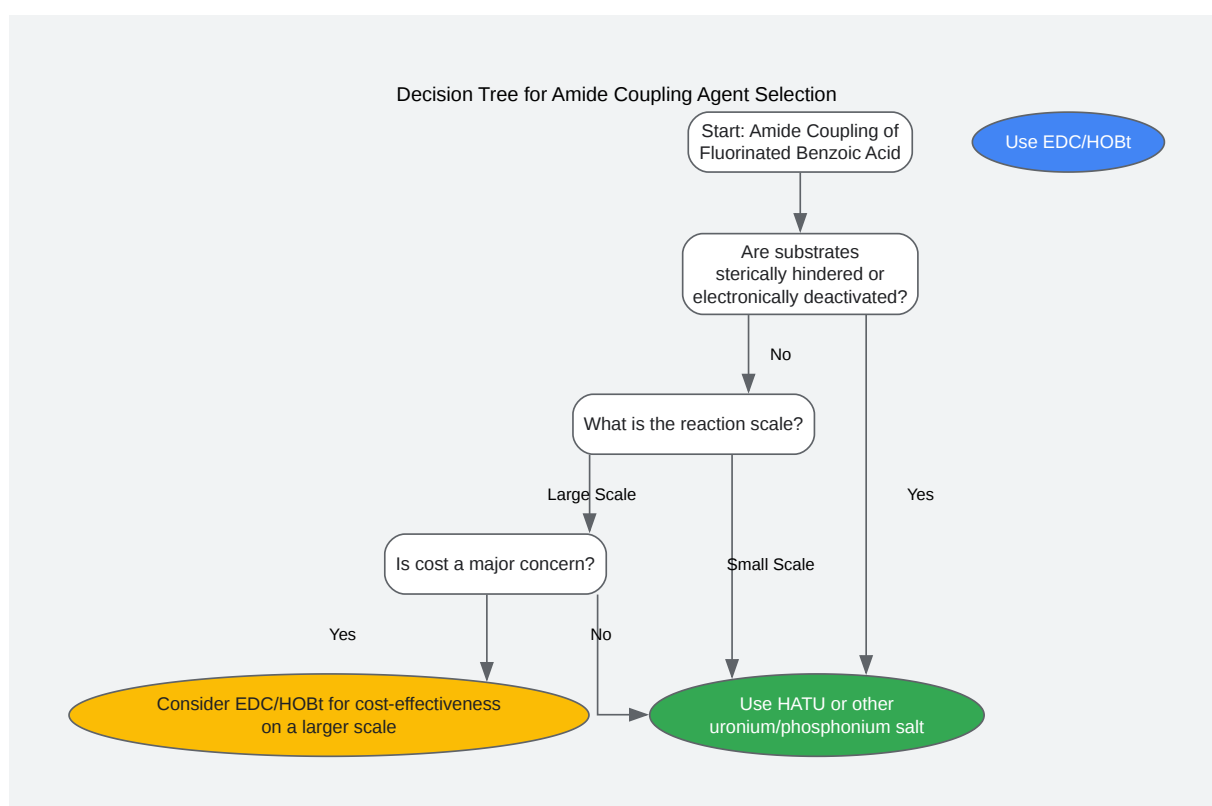 Decision Tree for Amide Coupling Agent Selection
Start: Amide Coupling of
Fluorinated Benzoic Acid
Use EDC/HOBt
Are substrates
sterically hindered or
electronically deactivated?
No
What is the reaction scale?
Large Scale
Yes
Is cost a major concern?
Small Scale
Yes
No
Consider EDC/HOBt for cost-effectiveness
on a larger scale
Use HATU or other
uronium/phosphonium salt